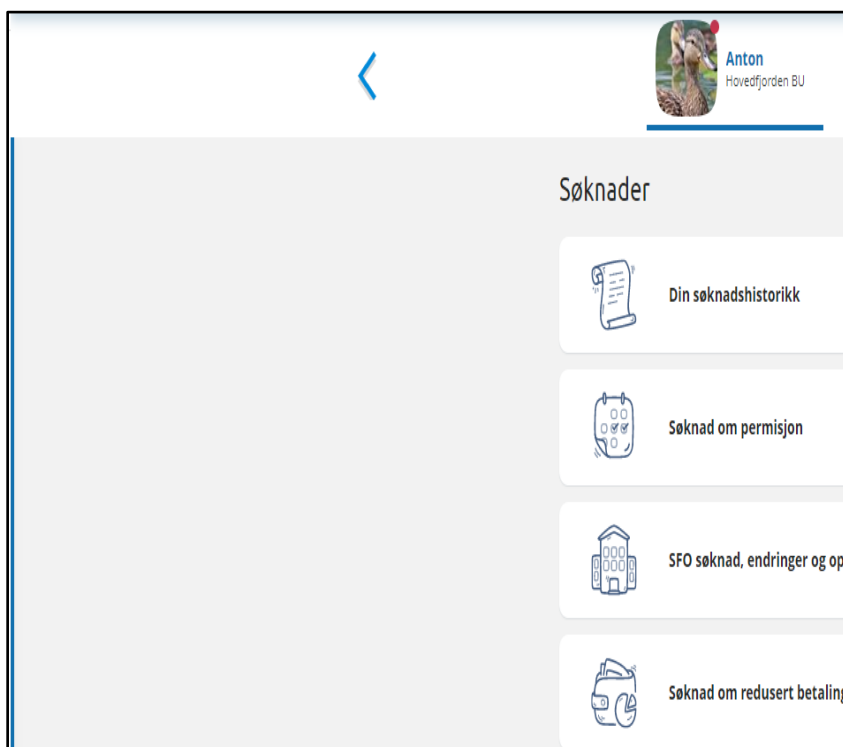 Anton
Hovedfjorden BU
Søknader
Din søknadshistorikk
Søknad om permisjon
SFO søknad, endringer og op
Søknad om redusert betaling